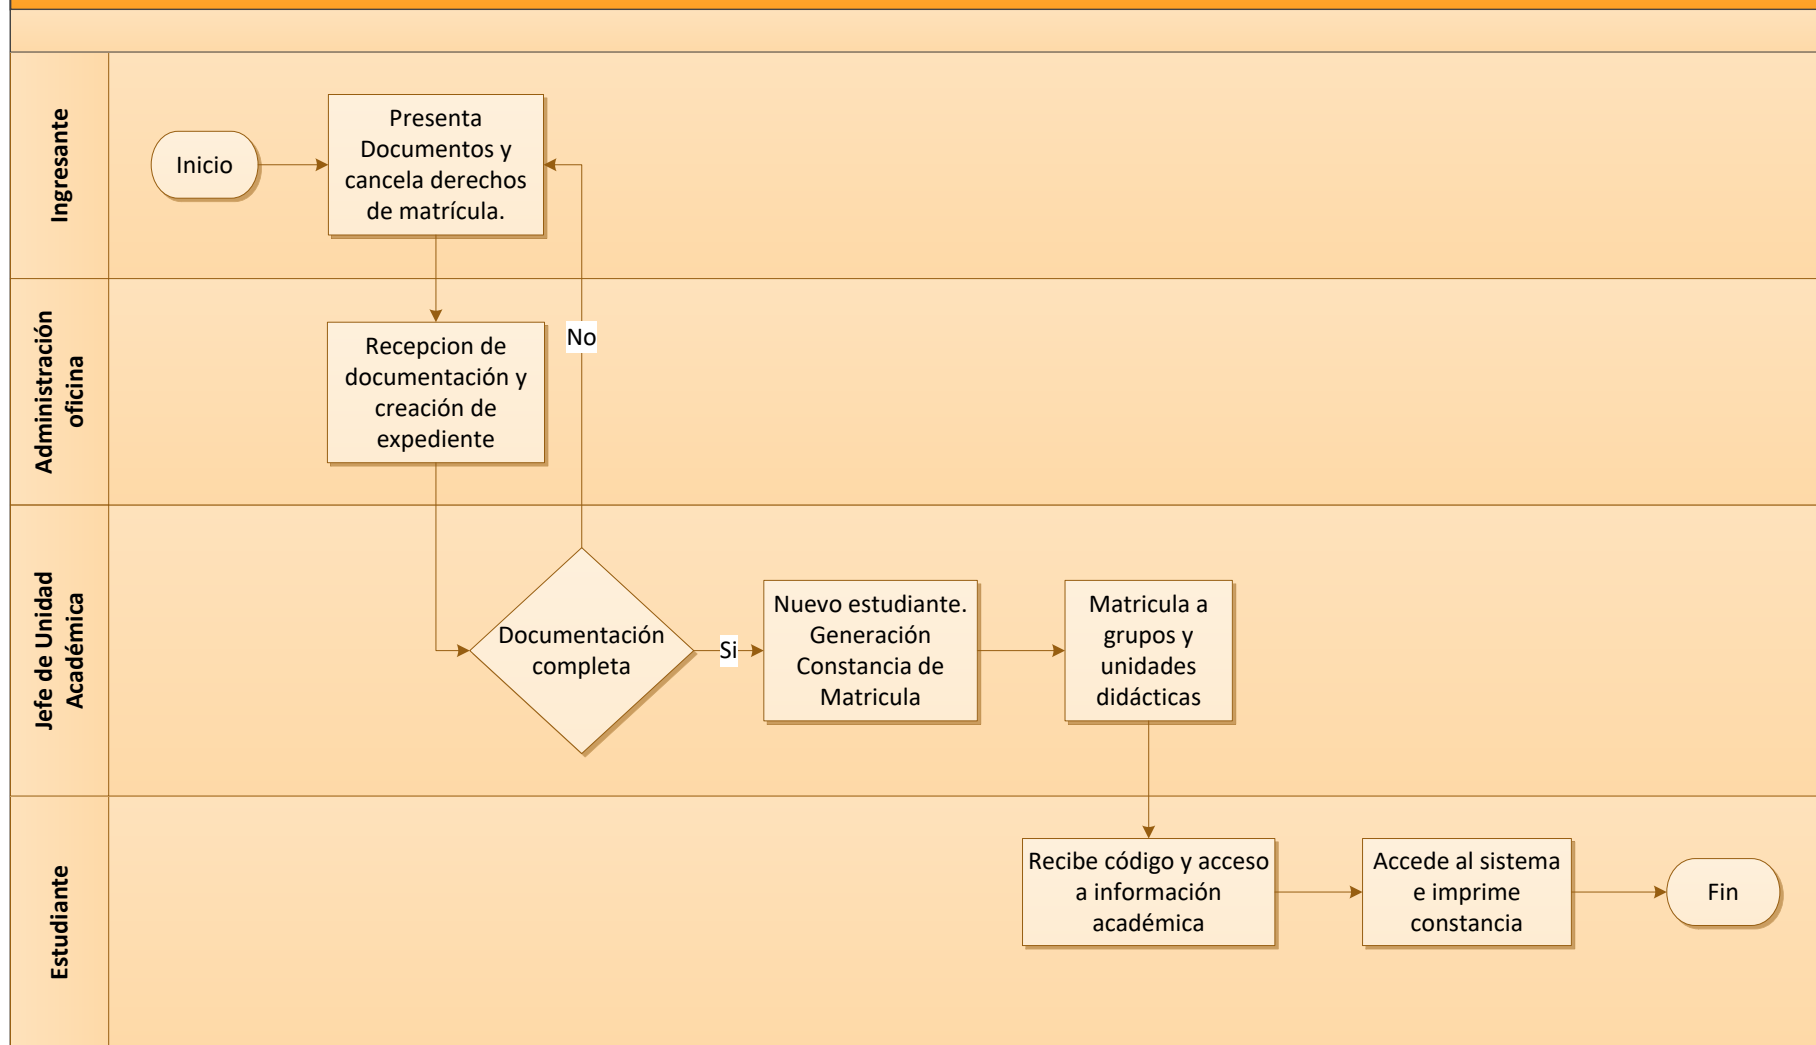 Ingresante
Inicio
Presenta
Documentos y
cancela derechos
de matrícula.
Administración
oficina
Recepcion de
documentación y
creación de
expediente
No
Jefe de Unidad
Académica
Documentación
completa
Si
Nuevo estudiante.
Generación
Constancia de
Matricula
Matricula a
grupos y
unidades
didácticas
Estudiante
Recibe código y acceso
a información
académica
Accede al sistema
e imprime
constancia
Fin